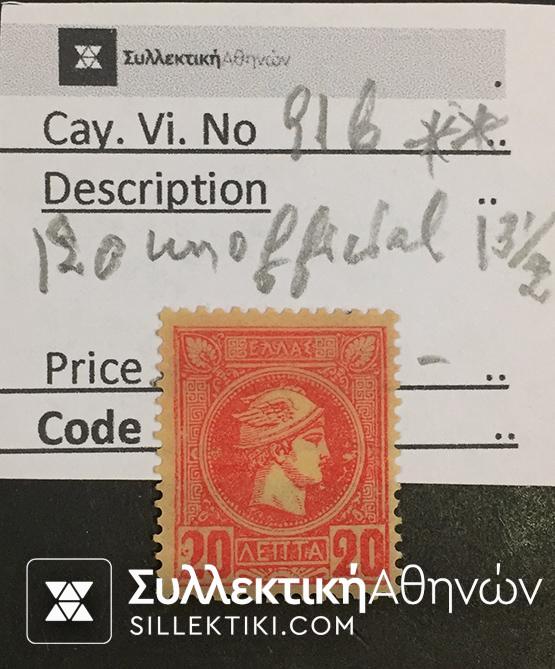 ΣυλλεκτικήΑθηνών
Cay. Vi. No 91b **..
Description ..
120 unofficial 13½
Price - ..
Code ..
ΕΛΛΑΣ
20 ΛΕΠΤΑ 20
ΣυλλεκτικήΑθηνών
SILLEKTIKI.COM